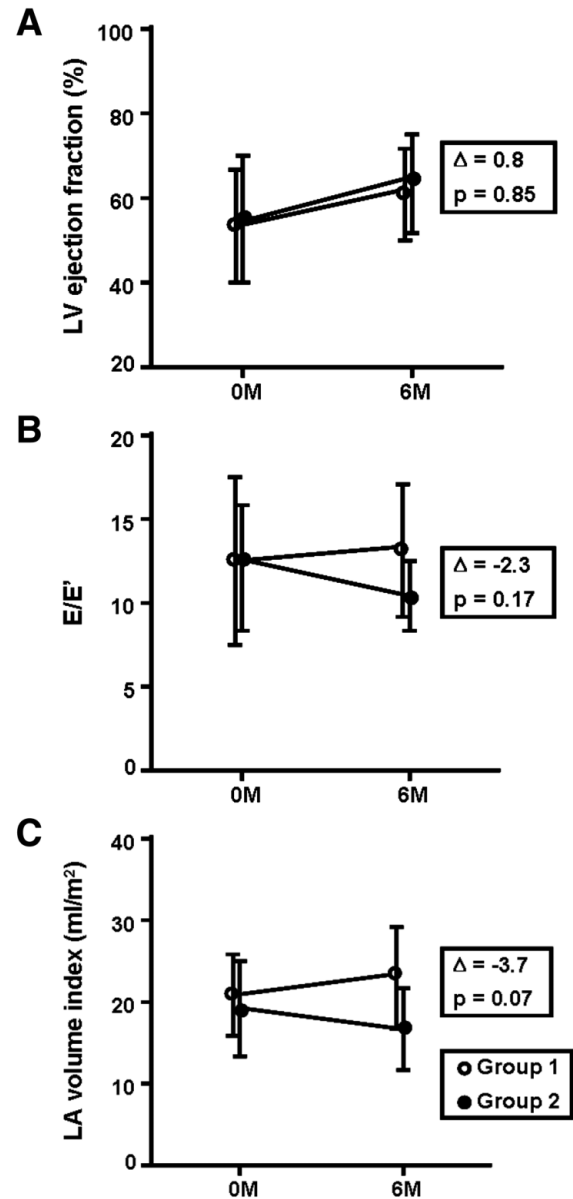 A
LV ejection fraction (%)
100
80
60
40
20
0M
6M
Δ = 0.8
p = 0.85
B
E/E'
20
15
10
5
0
0M
6M
Δ = -2.3
p = 0.17
C
LA volume index (ml/m²)
40
30
20
10
0
0M
6M
Δ = -3.7
p = 0.07
Group 1
Group 2